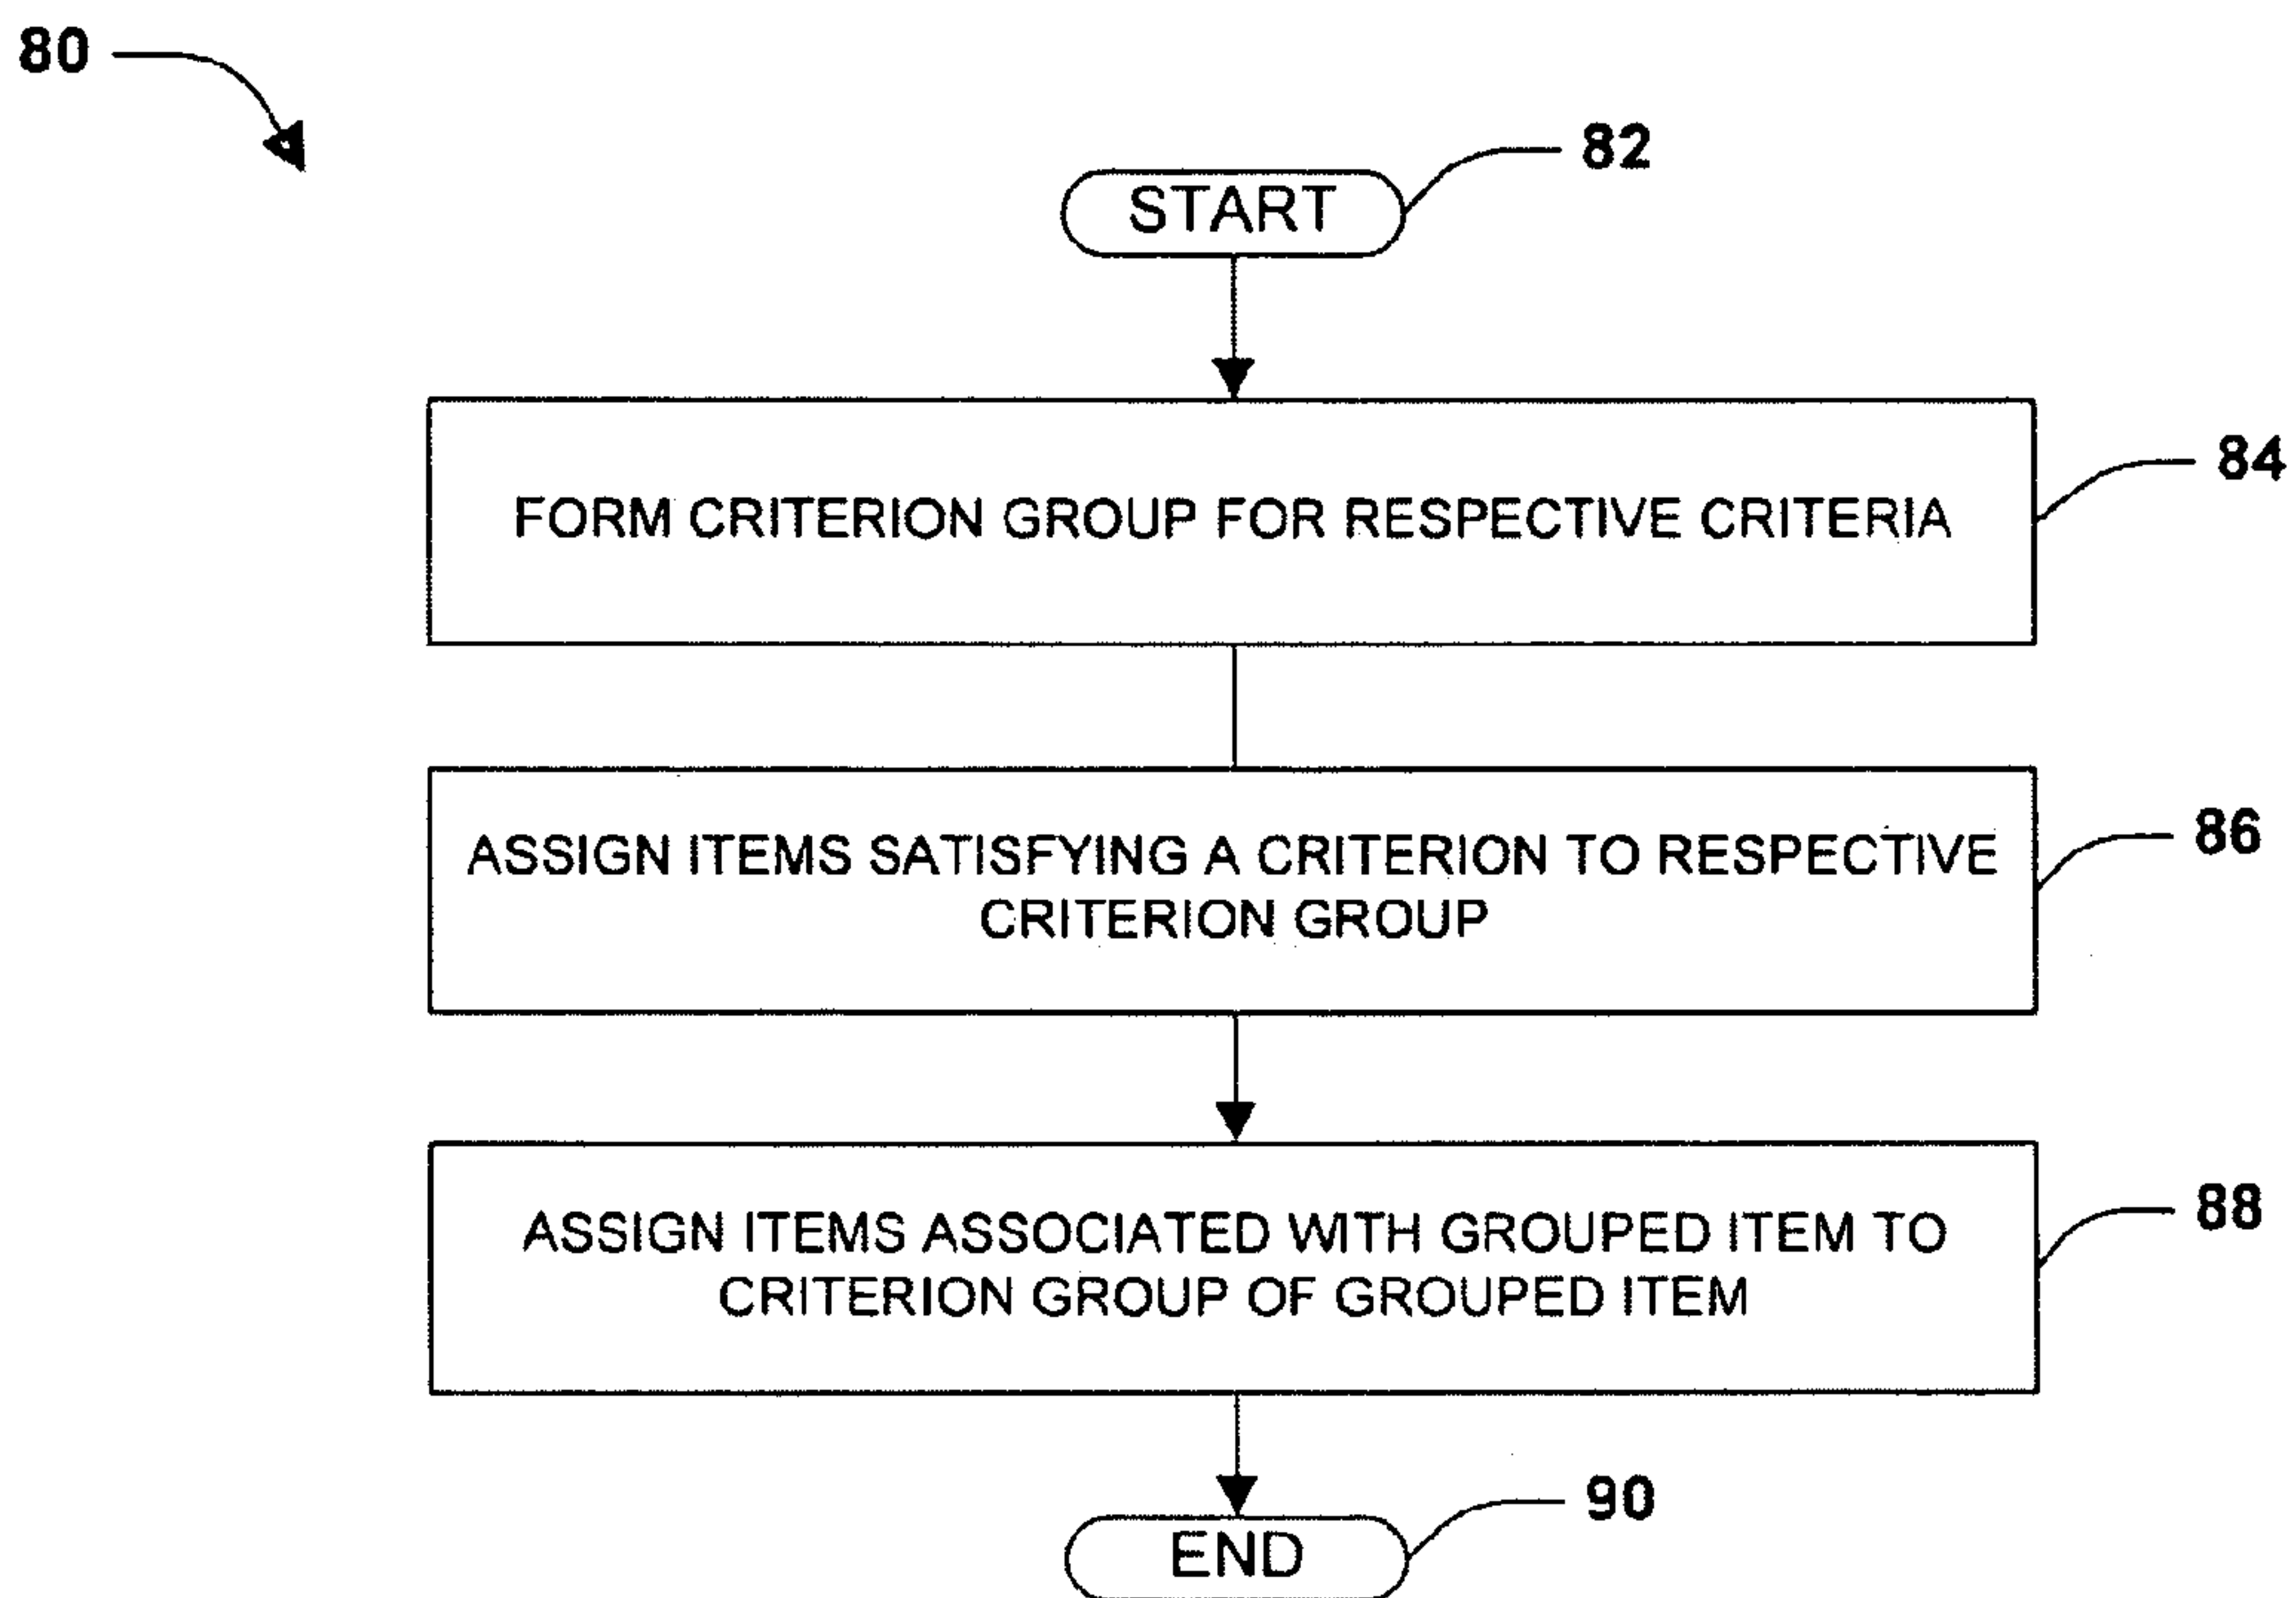 80
82
START
84
FORM CRITERION GROUP FOR RESPECTIVE CRITERIA
86
ASSIGN ITEMS SATISFYING A CRITERION TO RESPECTIVE
CRITERION GROUP
88
ASSIGN ITEMS ASSOCIATED WITH GROUPED ITEM TO
CRITERION GROUP OF GROUPED ITEM
90
END